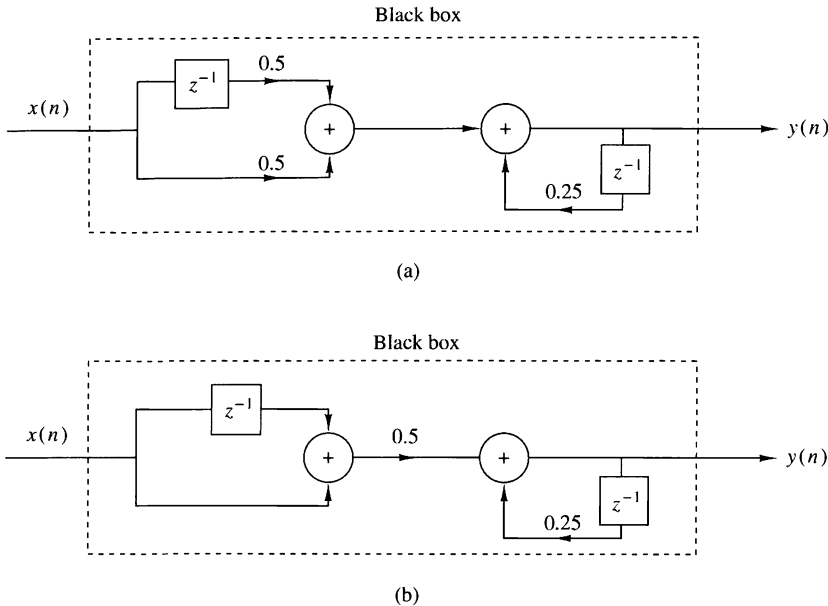 Black box
0.5
z⁻¹
x(n)
+
+
y(n)
z⁻¹
0.5
0.25
(a)
Black box
z⁻¹
x(n)
0.5
+
+
y(n)
z⁻¹
0.25
(b)